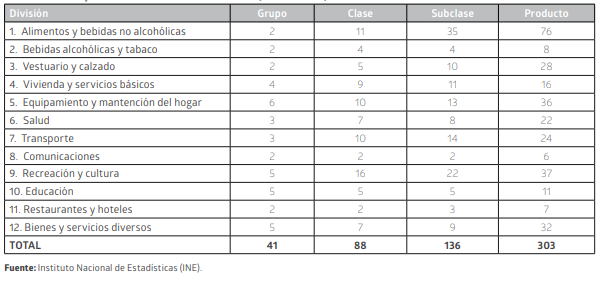 División Grupo Clase Subclase Producto
1. Alimentos y bebidas no alcohólicas 2 11 35 76
2. Bebidas alcohólicas y tabaco 2 4 4 8
3. Vestuario y calzado 2 5 10 28
4. Vivienda y servicios básicos 4 9 11 16
5. Equipamiento y mantención del hogar 6 10 13 36
6. Salud 3 7 8 22
7. Transporte 3 10 14 24
8. Comunicaciones 2 2 2 6
9. Recreación y cultura 5 16 22 37
10. Educación 5 5 5 11
11. Restaurantes y hoteles 2 2 3 7
12. Bienes y servicios diversos 5 7 9 32
TOTAL 41 88 136 303
Fuente: Instituto Nacional de Estadísticas (INE).